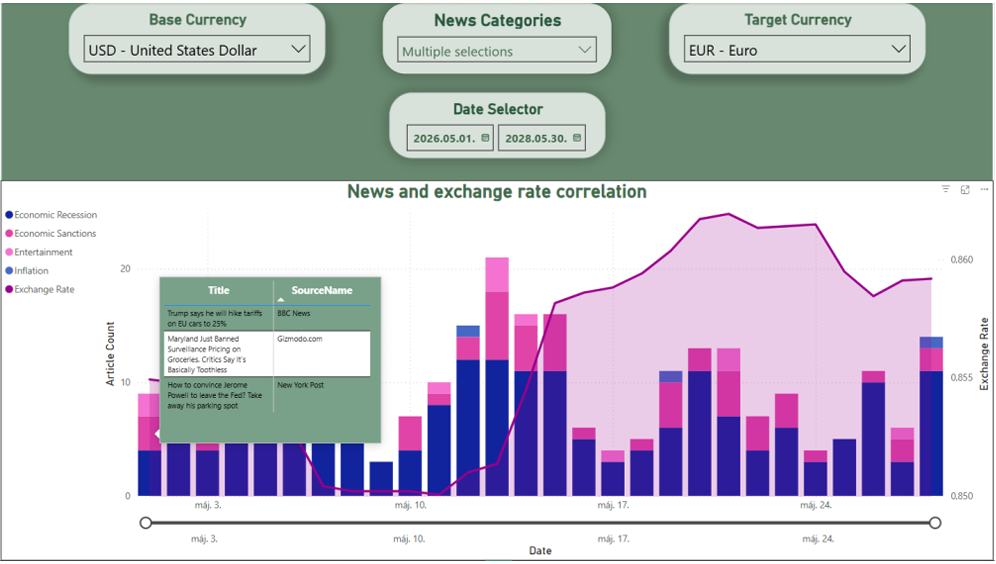 Base Currency
News Categories
Target Currency
USD - United States Dollar
Multiple selections
EUR - Euro
Date Selector
2026.05.01.
2028.05.30.
News and exchange rate correlation
Economic Recession
Economic Sanctions
Entertainment
Inflation
Exchange Rate
Article Count
20
10
0
Title
SourceName
Trump says he will hike tariffs
on EU cars to 25%
BBC News
Maryland Just Banned
Surveillance Pricing on
Groceries. Critics Say It's
Basically Toothless
Gizmodo.com
How to convince Jerome
Powell to leave the Fed? Take
away his parking spot
New York Post
0.860
0.855
0.850
Exchange Rate
máj. 3.
máj. 10.
máj. 17.
máj. 24.
máj. 3.
máj. 10.
máj. 17.
máj. 24.
Date